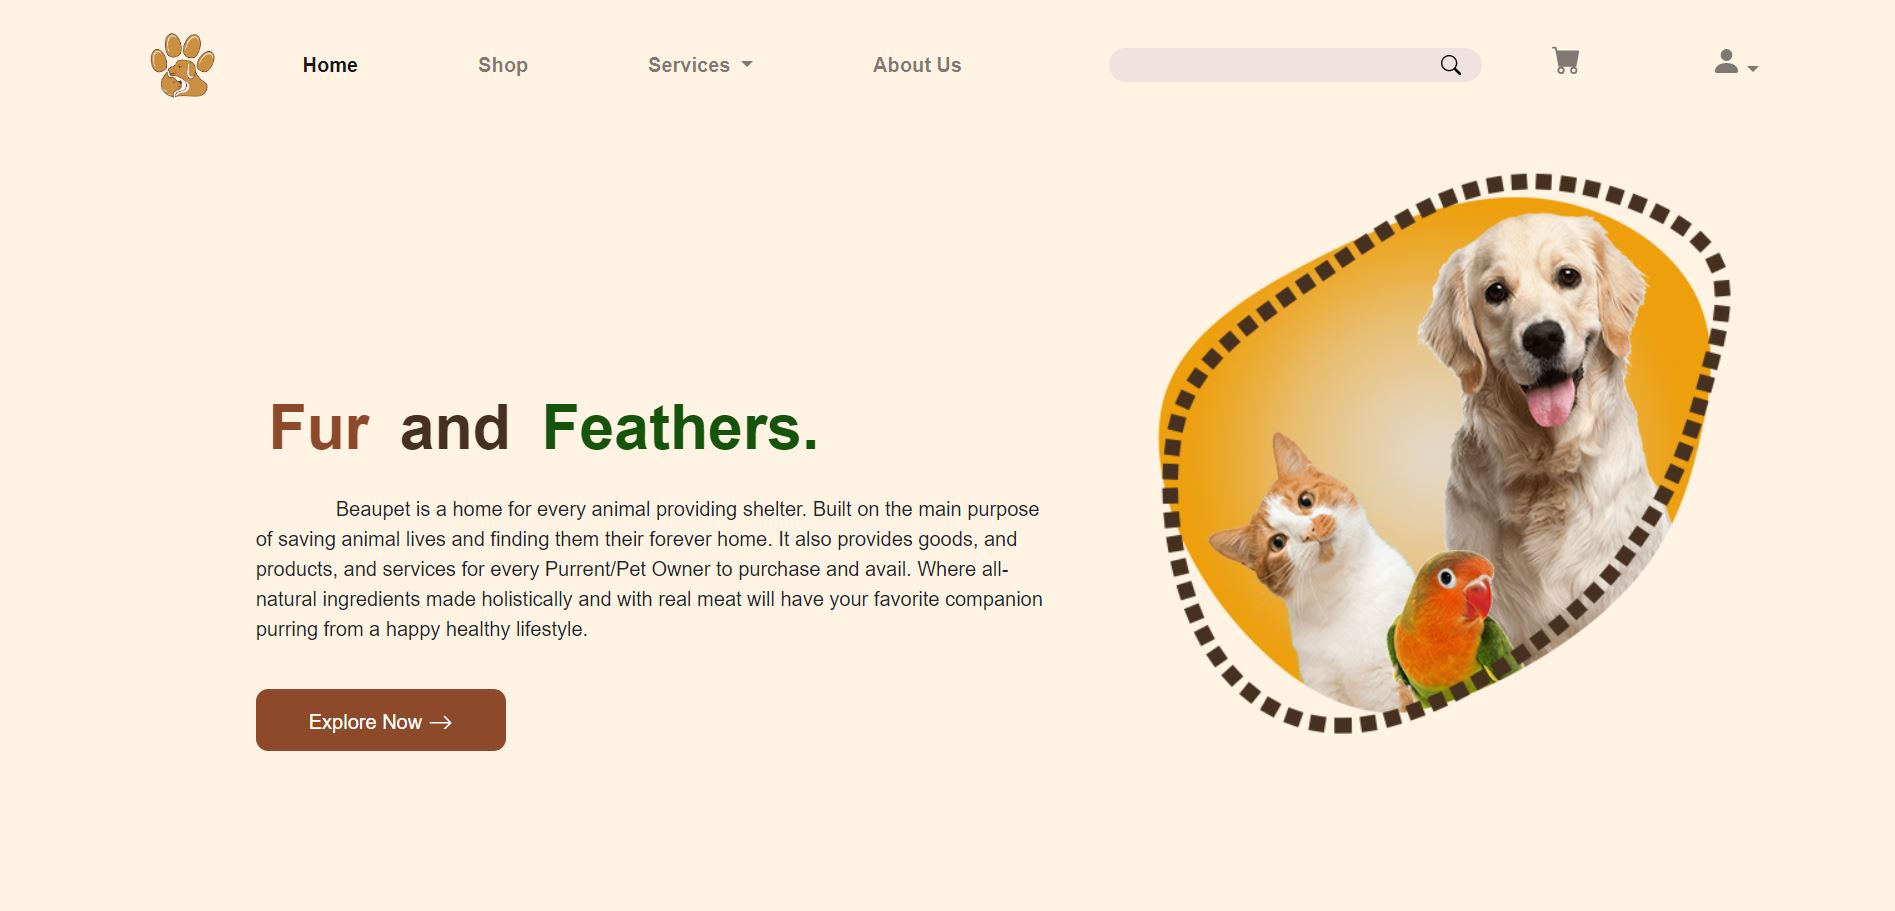 Home Shop Services About Us
Fur and Feathers.
Beaupet is a home for every animal providing shelter. Built on the main purpose
of saving animal lives and finding them their forever home. It also provides goods, and
products, and services for every Purrent/Pet Owner to purchase and avail. Where all-
natural ingredients made holistically and with real meat will have your favorite companion
purring from a happy healthy lifestyle.
Explore Now